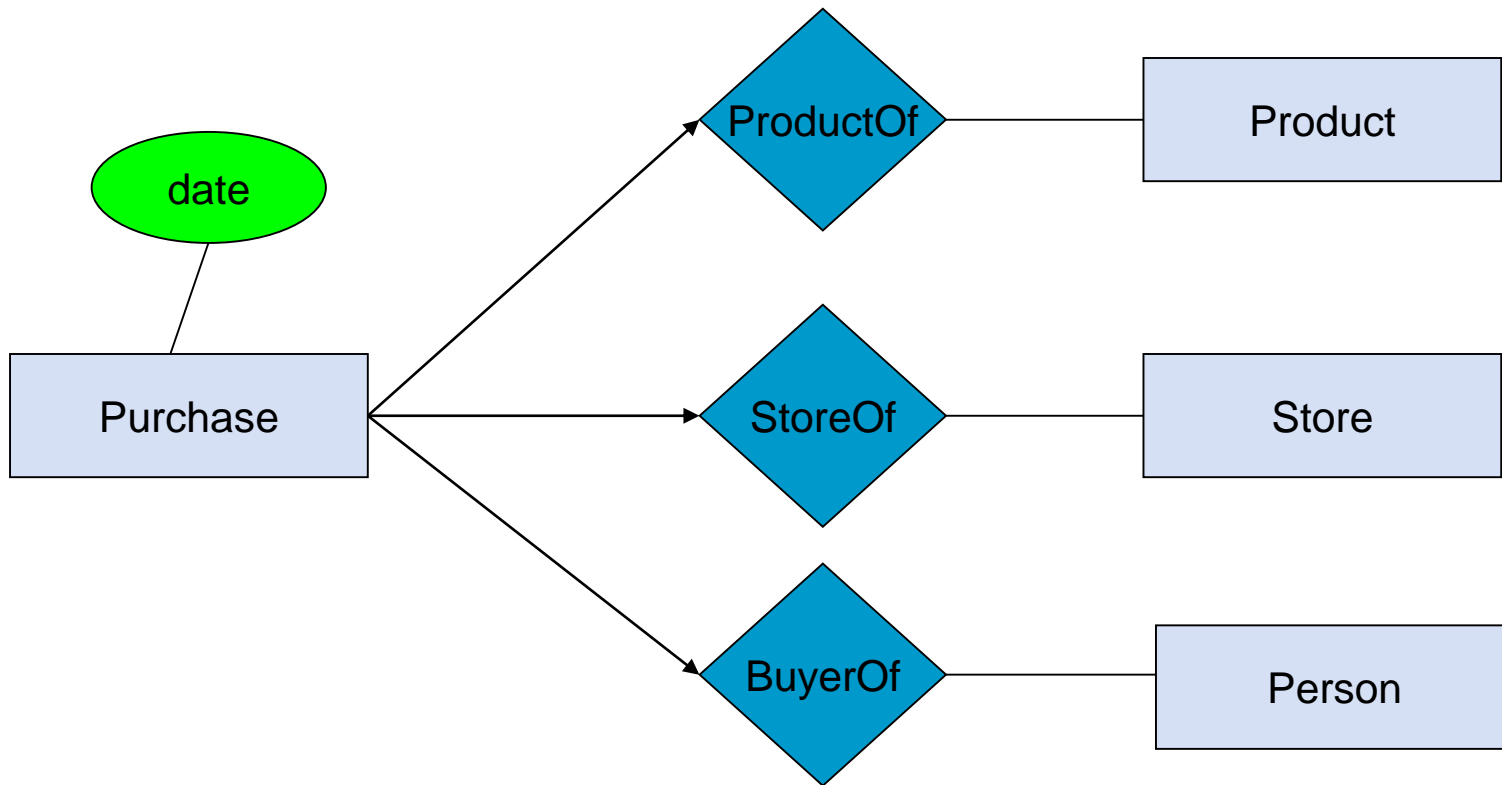 date
Purchase
ProductOf
Product
StoreOf
Store
BuyerOf
Person